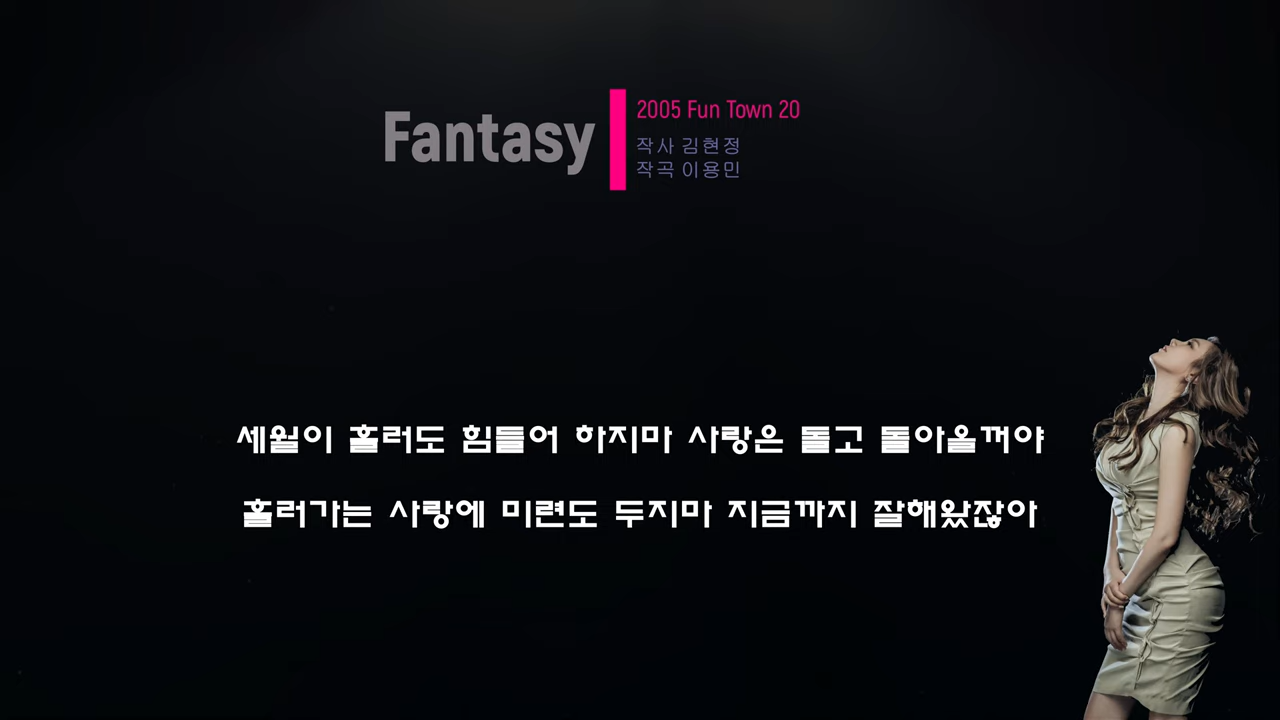 Fantasy
2005 Fun Town 20
작사 김현정
작곡 이용민
세월이 흘러도 힘들어 하지마 사랑은 돌고 돌아올꺼야
흘러가는 사랑에 미련도 두지마 지금까지 잘해왔잖아